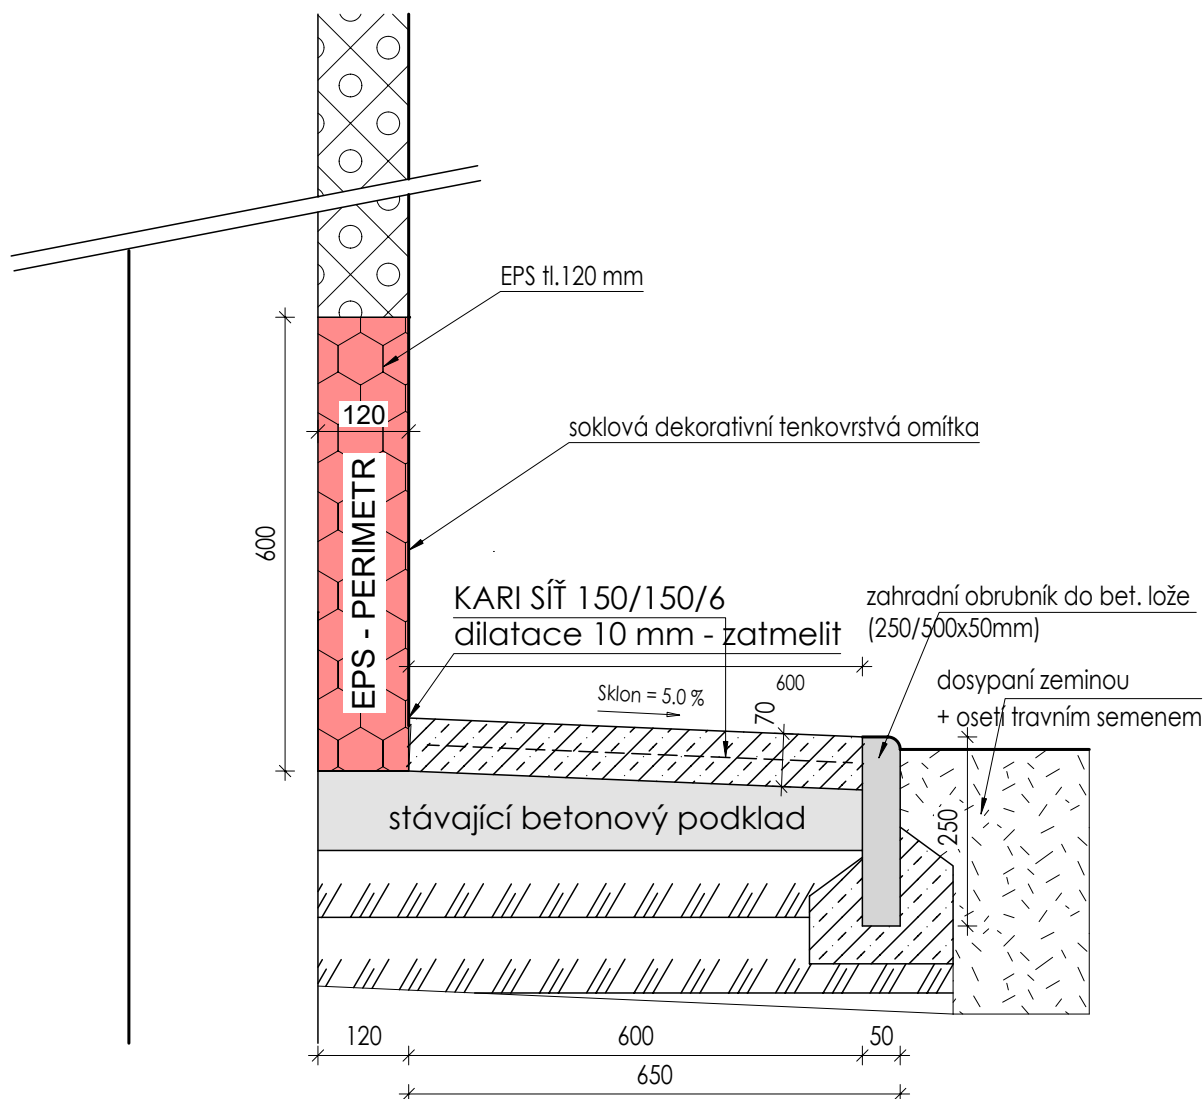 EPS tl.120 mm
120
soklová dekorativní tenkovrstvá omítka
EPS - PERIMETR
600
KARI SÍŤ 150/150/6
dilatace 10 mm - zatmelit
zahradní obrubník do bet. lože
(250/500x50mm)
600
Sklon = 5.0 %
70
dosypaní zeminou
+ osetí travním semenem
stávající betonový podklad
250
120
600
50
650